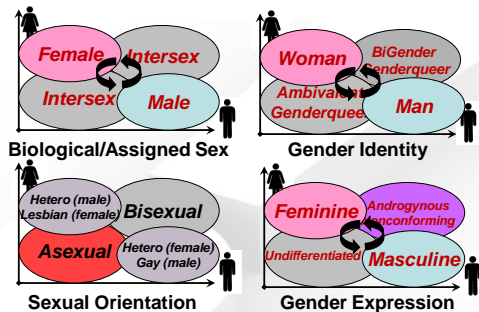 Female
Intersex
Intersex
Male
Biological/Assigned Sex
Woman
BiGender
Genderqueer
Ambivalent
Genderqueer
Man
Gender Identity
Hetero (male)
Lesbian (female)
Bisexual
Asexual
Hetero (female)
Gay (male)
Sexual Orientation
Feminine
Androgynous
Nonconforming
Undifferentiated
Masculine
Gender Expression